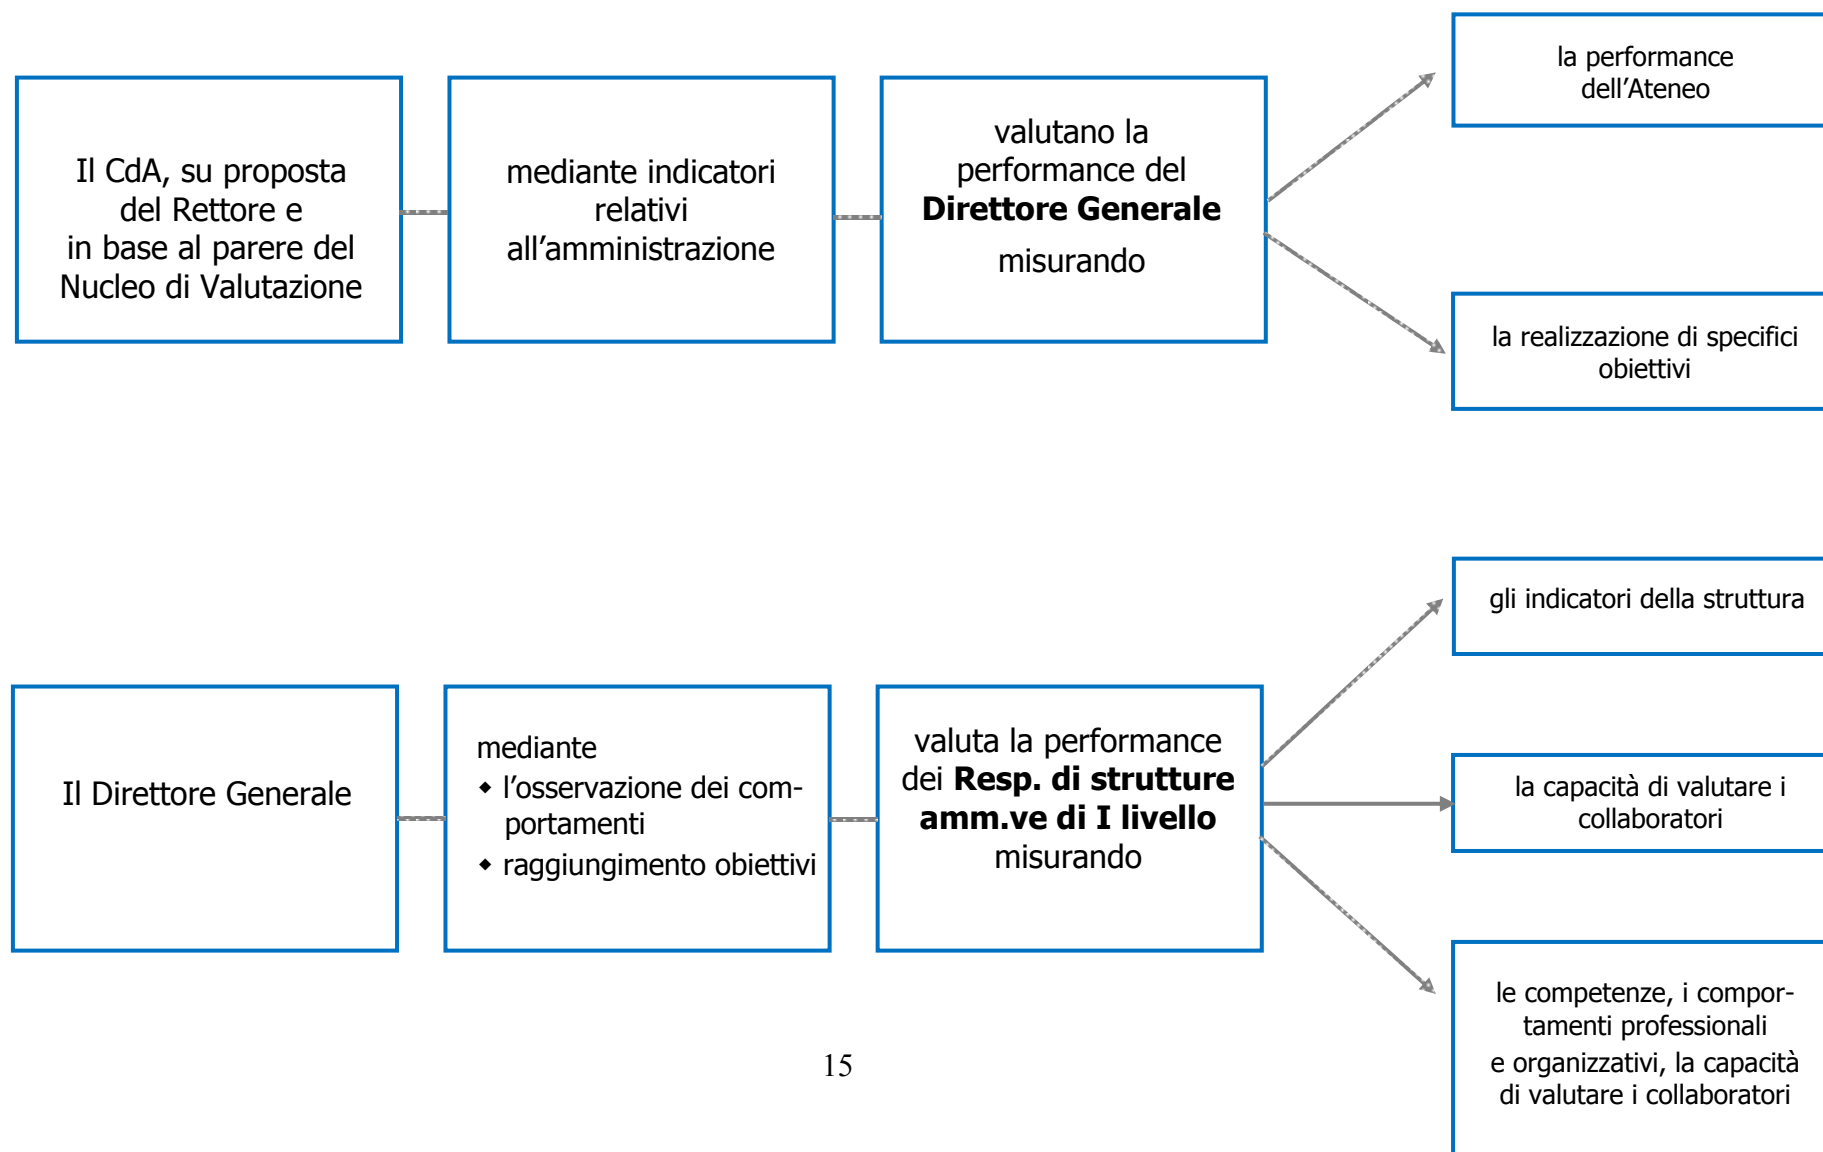 Il CdA, su proposta
del Rettore e
in base al parere del
Nucleo di Valutazione
mediante indicatori
relativi
all’amministrazione
valutano la
performance del
Direttore Generale
misurando
la performance
dell’Ateneo
la realizzazione di specifici
obiettivi
Il Direttore Generale
mediante
◆ l’osservazione dei com-
portamenti
◆ raggiungimento obiettivi
valuta la performance
dei Resp. di strutture
amm.ve di I livello
misurando
gli indicatori della struttura
la capacità di valutare i
collaboratori
le competenze, i compor-
tamenti professionali
e organizzativi, la capacità
di valutare i collaboratori
15